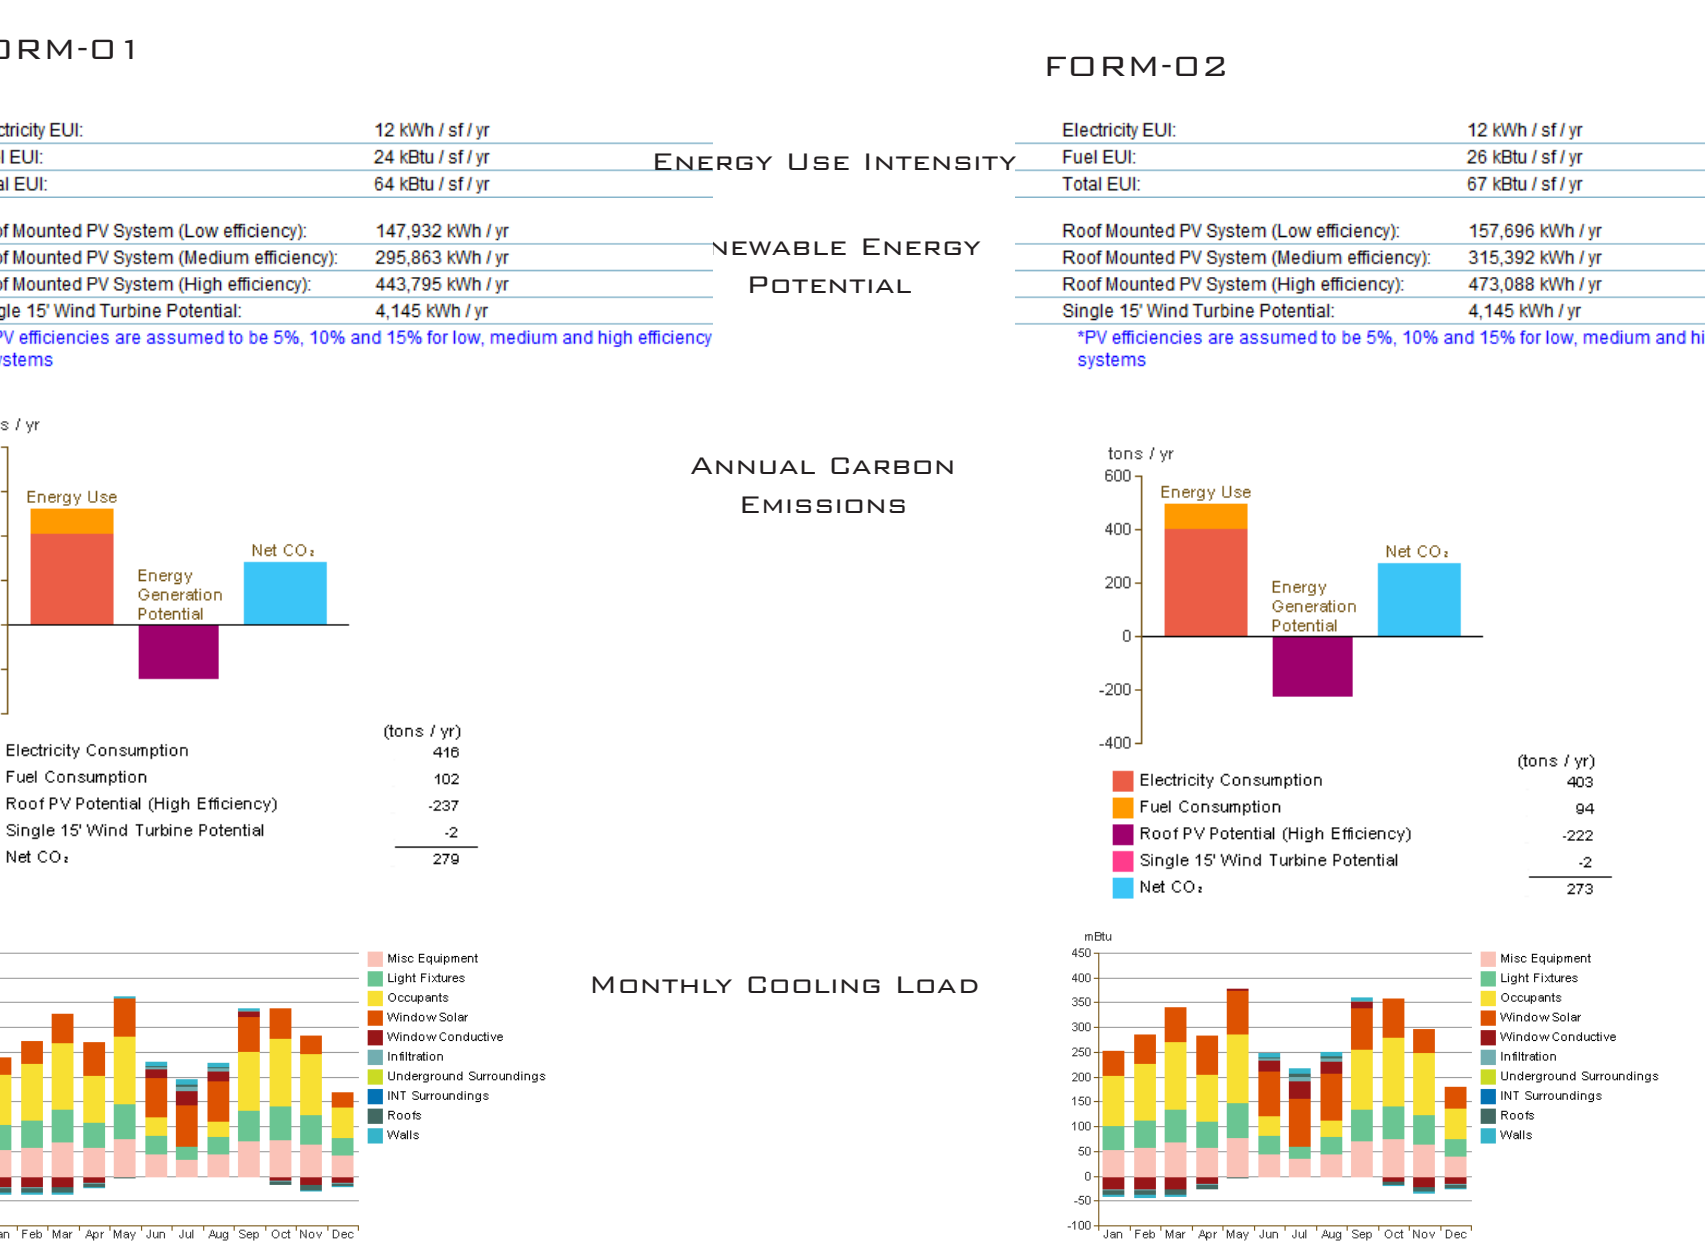 ORM-01
ctricity EUI: 12 kWh / sf / yr
l EUI: 24 kBtu / sf / yr
al EUI: 64 kBtu / sf / yr
of Mounted PV System (Low efficiency): 147,932 kWh / yr
of Mounted PV System (Medium efficiency): 295,863 kWh / yr
of Mounted PV System (High efficiency): 443,795 kWh / yr
gle 15' Wind Turbine Potential: 4,145 kWh / yr
PV efficiencies are assumed to be 5%, 10% and 15% for low, medium and high efficiency
ystems
s / yr
Energy Use
Energy
Generation
Potential
Net CO₂
(tons / yr)
Electricity Consumption 416
Fuel Consumption 102
Roof PV Potential (High Efficiency) -237
Single 15' Wind Turbine Potential -2
Net CO₂ 279
Misc Equipment
Light Fixtures
Occupants
Window Solar
Window Conductive
Infiltration
Underground Surroundings
INT Surroundings
Roofs
Walls
an Feb Mar Apr May Jun Jul Aug Sep Oct Nov Dec
Energy Use Intensity
newable Energy
Potential
Annual Carbon
Emissions
Monthly Cooling Load
FORM-02
Electricity EUI: 12 kWh / sf / yr
Fuel EUI: 26 kBtu / sf / yr
Total EUI: 67 kBtu / sf / yr
Roof Mounted PV System (Low efficiency): 157,696 kWh / yr
Roof Mounted PV System (Medium efficiency): 315,392 kWh / yr
Roof Mounted PV System (High efficiency): 473,088 kWh / yr
Single 15' Wind Turbine Potential: 4,145 kWh / yr
*PV efficiencies are assumed to be 5%, 10% and 15% for low, medium and hi
systems
tons / yr
600
400
200
0
-200
-400
Energy Use
Energy
Generation
Potential
Net CO₂
(tons / yr)
Electricity Consumption 403
Fuel Consumption 94
Roof PV Potential (High Efficiency) -222
Single 15' Wind Turbine Potential -2
Net CO₂ 273
mBtu
450
400
350
300
250
200
150
100
50
0
-50
-100
Jan Feb Mar Apr May Jun Jul Aug Sep Oct Nov Dec
Misc Equipment
Light Fixtures
Occupants
Window Solar
Window Conductive
Infiltration
Underground Surroundings
INT Surroundings
Roofs
Walls